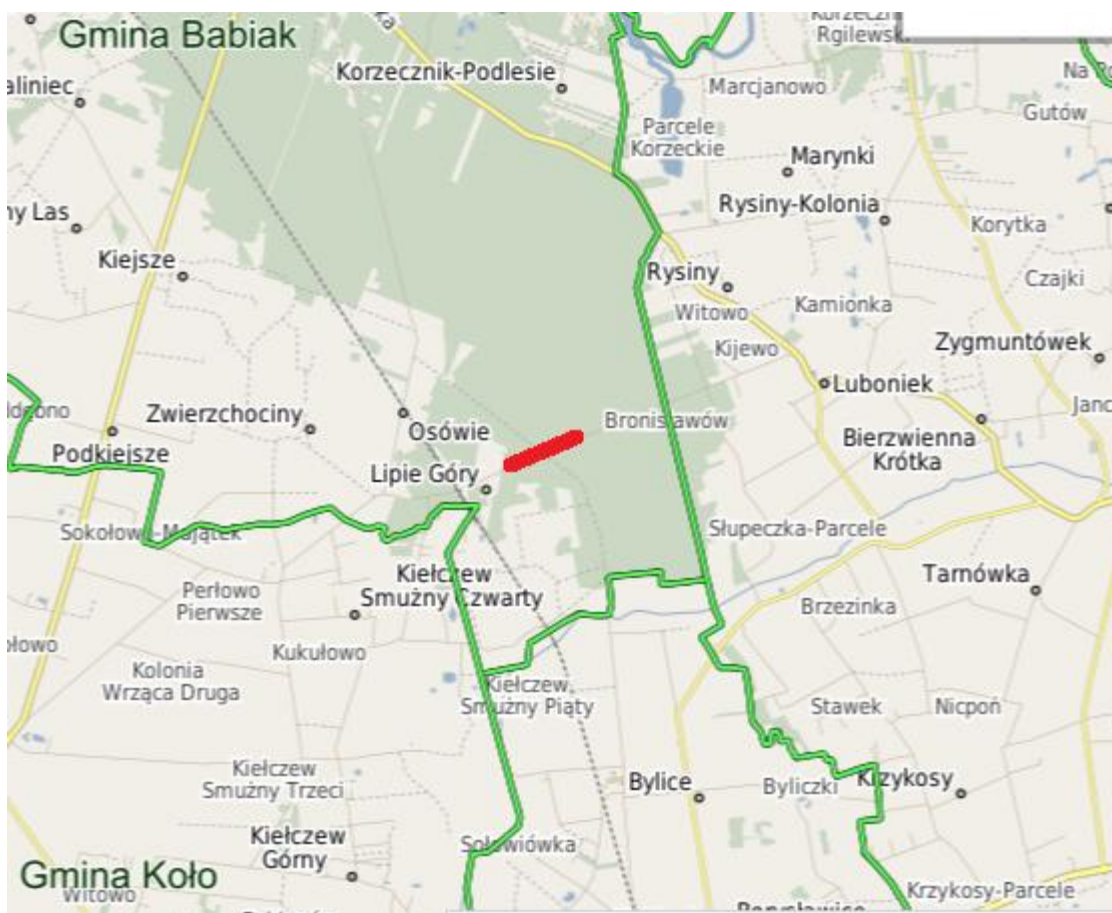 Gmina Babiak
Korzecznik-Podlesie
Marcjanowo
Gutów
Parcele
Korzeckie
Marynki
Rysiny-Kolonia
Korytka
Kiejsze
Rysiny
Czajki
Witowo
Kamionka
Kijewo
Zygmuntówek
Luboniek
Zwierzchociny
Osówie
Bronisławów
Bierzwienna
Krótka
Podkiejsze
Lipie Góry
Sokołowo-Majątek
Słupeczka-Parcele
Kiełczew
Smużny Czwarty
Tarnówka
Perłowo
Pierwsze
Brzezinka
Kukułowo
Kolonia
Wrząca Druga
Kiełczew
Smużny Piąty
Stawek
Nicpoń
Kiełczew
Smużny Trzeci
Bylice
Byliczki
Krzykosy
Kiełczew
Górny
Sołowiówka
Gmina Koło
Witowo
Krzykosy-Parcele